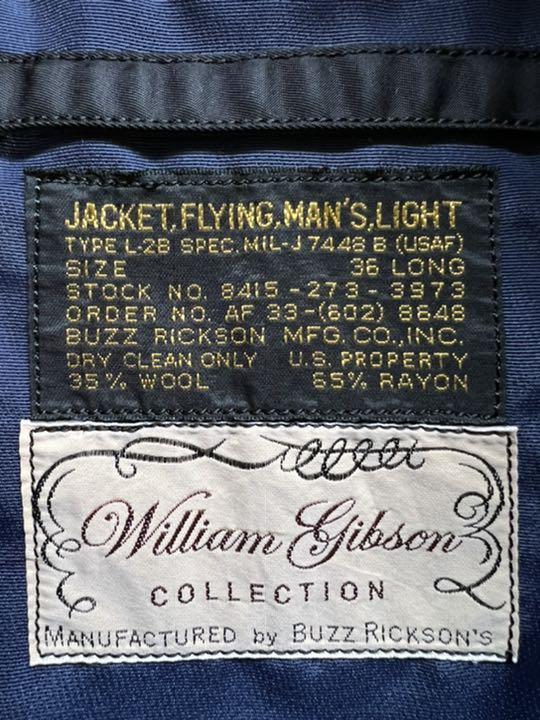 JACKET, FLYING, MAN'S, LIGHT
TYPE L-2B SPEC. MIL-J 7448 B (USAF)
SIZE 36 LONG
STOCK NO. 8415-273-3973
ORDER NO. AF 33-(602) 8848
BUZZ RICKSON MFG. CO., INC.
DRY CLEAN ONLY U.S. PROPERTY
35% WOOL 65% RAYON
William Gibson
COLLECTION
MANUFACTURED by BUZZ RICKSON'S